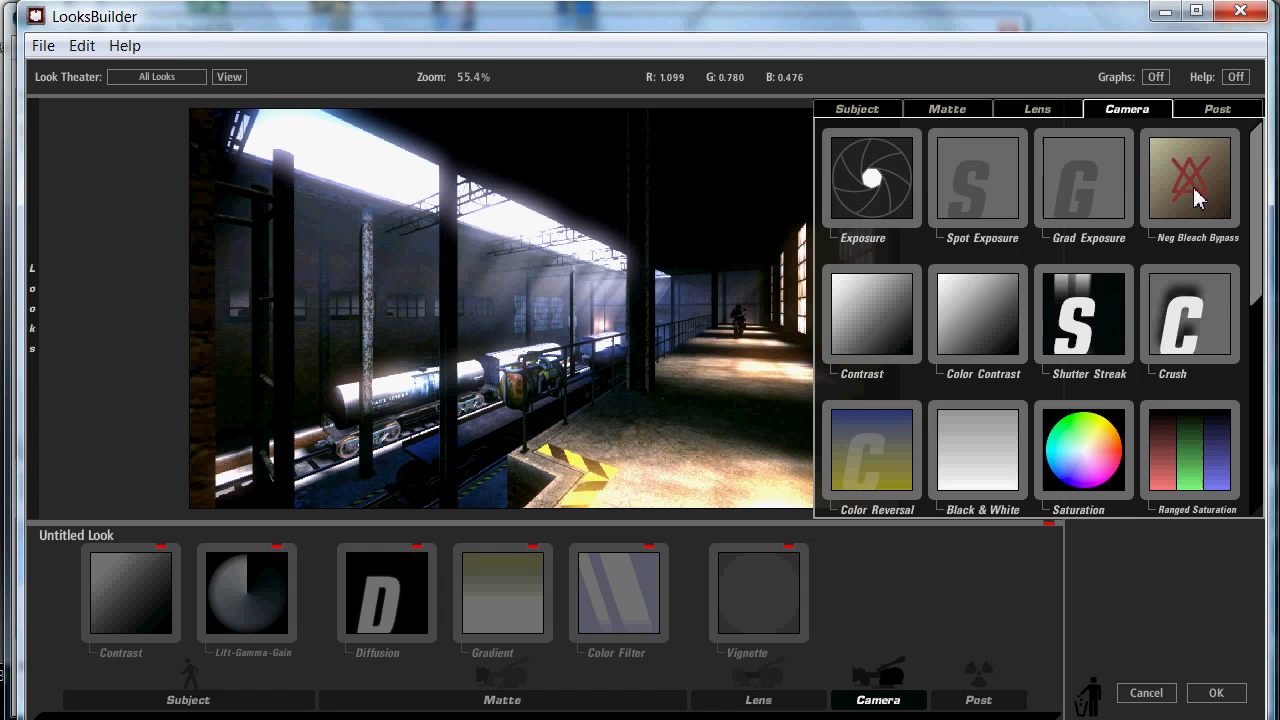 LooksBuilder
File Edit Help
Look Theater: All Looks View Zoom: 55.4% R: 1.099 G: 0.780 B: 0.476 Graphs: Off Help: Off
Subject Matte Lens Camera Post
S G
Exposure Spot Exposure Grad Exposure Neg Bleach Bypass
Looks
S C
Contrast Color Contrast Shutter Streak Crush
C
Color Reversal Black & White Saturation Ranged Saturation
Untitled Look
D
Contrast Lift-Gamma-Gain Diffusion Gradient Color Filter Vignette
Subject Matte Lens Camera Post
Cancel OK